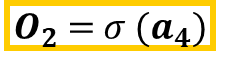 O₂ = σ (a₄)